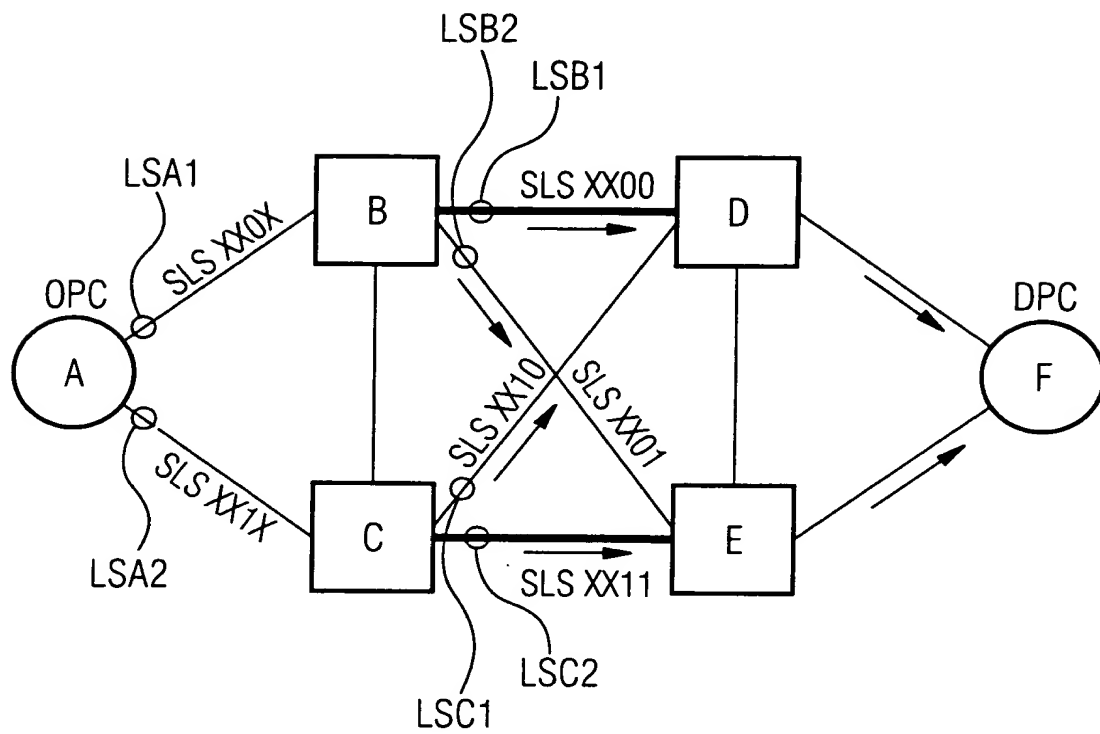 LSB2
LSB1
LSA1
SLS XX00
B
D
SLS XX0X
OPC
DPC
A
F
SLS XX10
SLS XX01
SLS XX1X
C
E
LSA2
SLS XX11
LSC2
LSC1